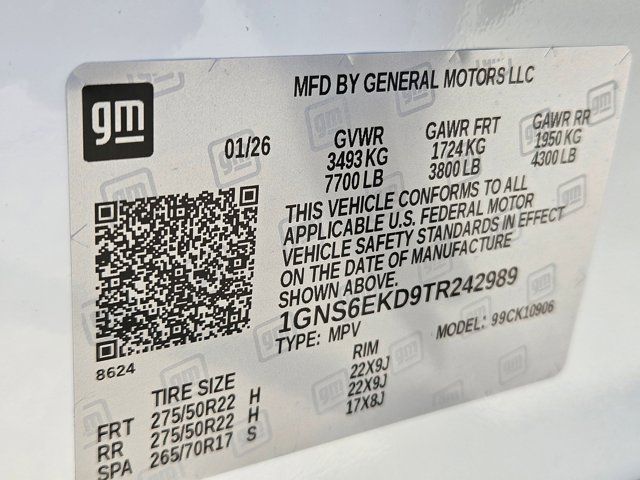 gm
MFD BY GENERAL MOTORS LLC
01/26
GVWR GAWR FRT GAWR RR
3493 KG 1724 KG 1950 KG
7700 LB 3800 LB 4300 LB
THIS VEHICLE CONFORMS TO ALL
APPLICABLE U.S. FEDERAL MOTOR
VEHICLE SAFETY STANDARDS IN EFFECT
ON THE DATE OF MANUFACTURE
SHOWN ABOVE.
1GNS6EKD9TR242989
TYPE: MPV MODEL: 99CK10906
8624
TIRE SIZE RIM
FRT 275/50R22 H 22X9J
RR 275/50R22 H 22X9J
SPA 265/70R17 S 17X8J